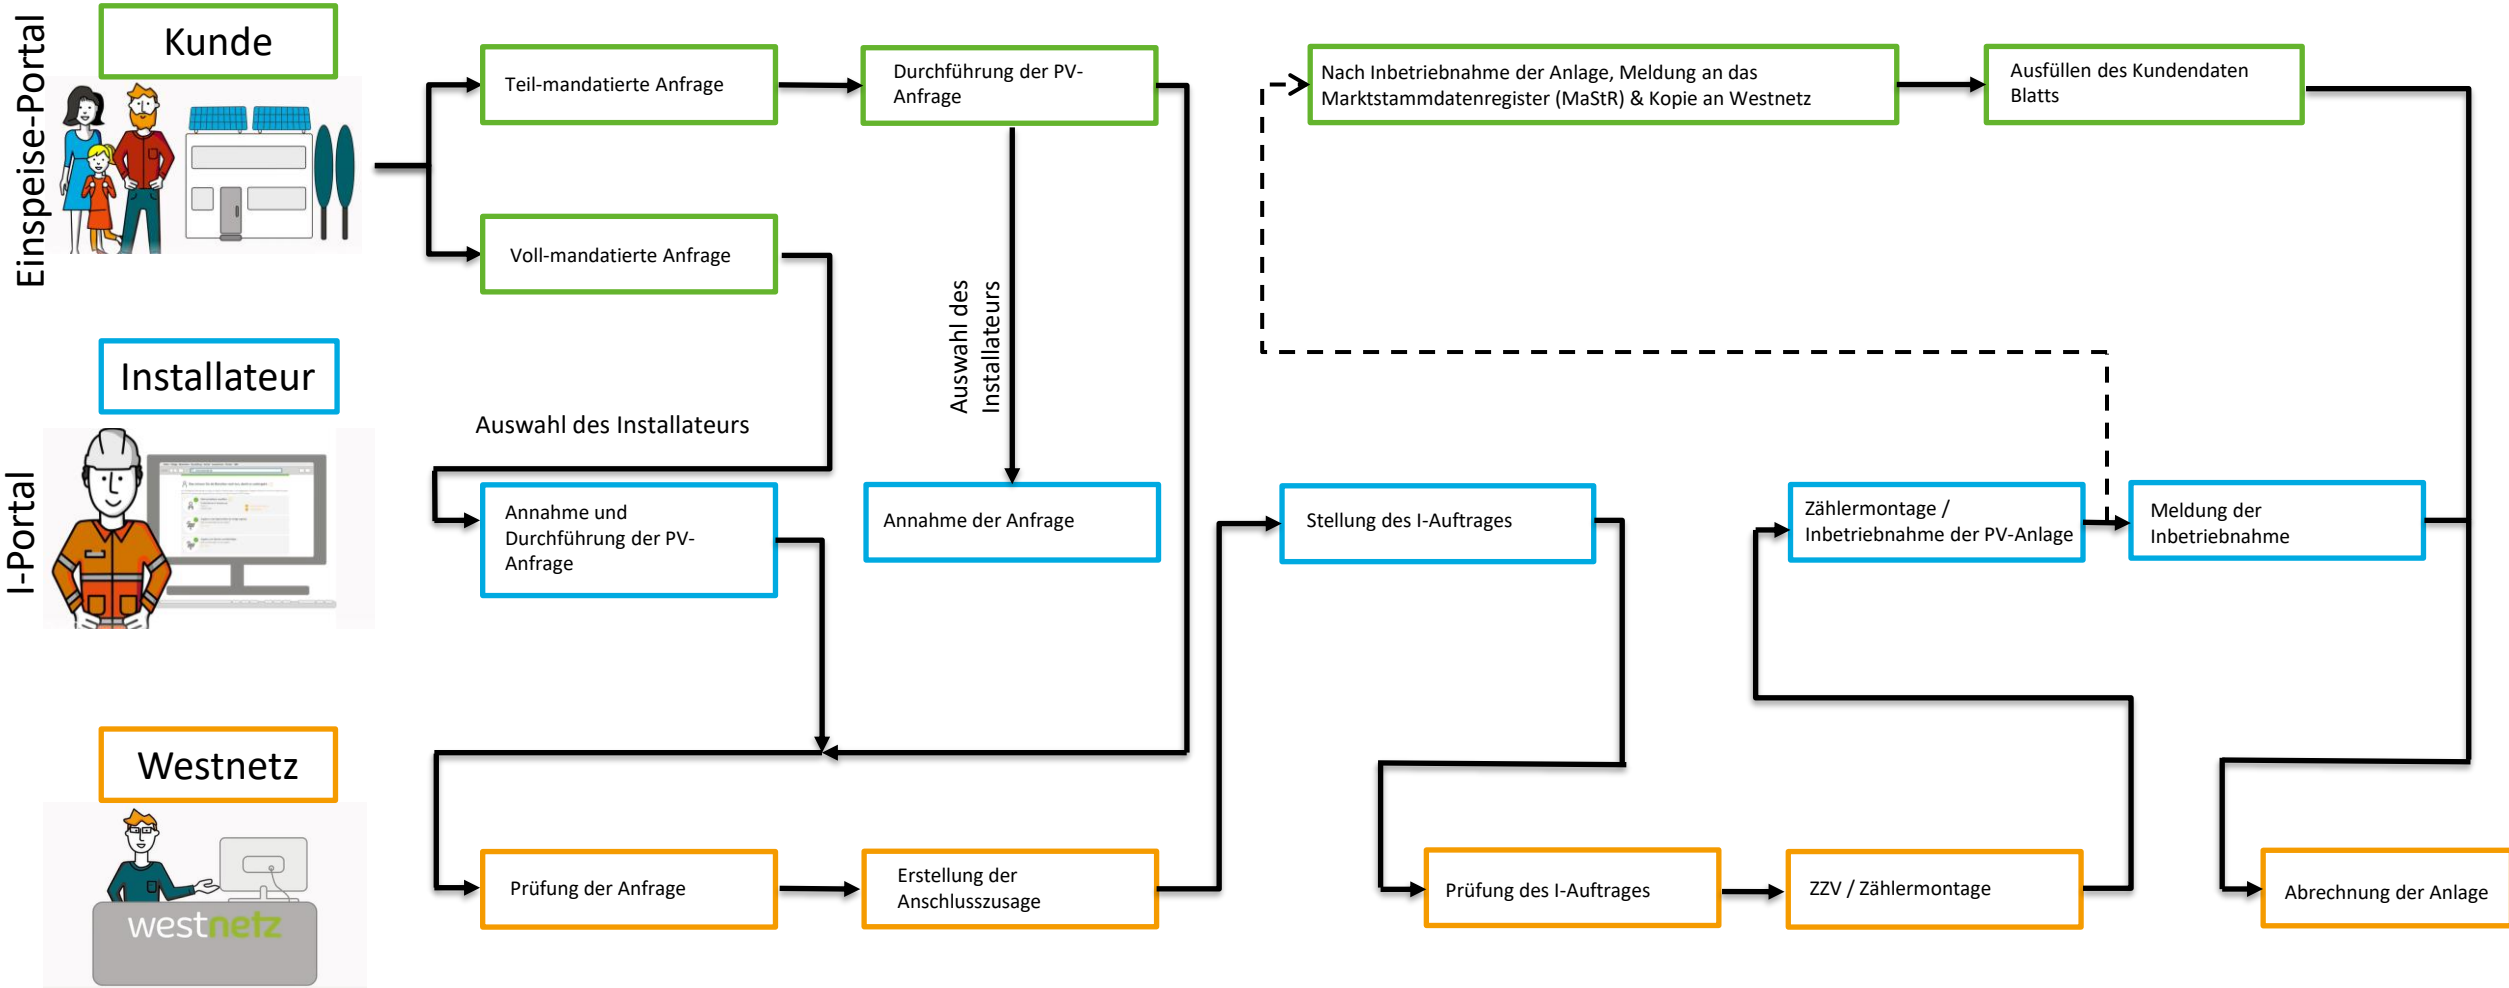 Einspeise-Portal
Kunde
Teil-mandatierte Anfrage
Durchführung der PV-
Anfrage
Nach Inbetriebnahme der Anlage, Meldung an das
Marktstammdatenregister (MaStR) & Kopie an Westnetz
Ausfüllen des Kundendaten
Blatts
Voll-mandatierte Anfrage
Auswahl des
Installateurs
I-Portal
Installateur
Auswahl des Installateurs
Annahme und
Durchführung der PV-
Anfrage
Annahme der Anfrage
Stellung des I-Auftrages
Zählermontage /
Inbetriebnahme der PV-Anlage
Meldung der
Inbetriebnahme
Westnetz
westnetz
Prüfung der Anfrage
Erstellung der
Anschlusszusage
Prüfung des I-Auftrages
ZZV / Zählermontage
Abrechnung der Anlage